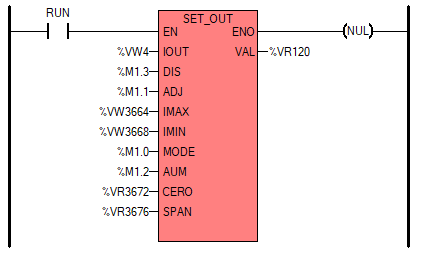 RUN
SET_OUT
EN ENO
(NUL)
%VW4 IOUT VAL %VR120
%M1.3 DIS
%M1.1 ADJ
%VW3664 IMAX
%VW3668 IMIN
%M1.0 MODE
%M1.2 AUM
%VR3672 CERO
%VR3676 SPAN